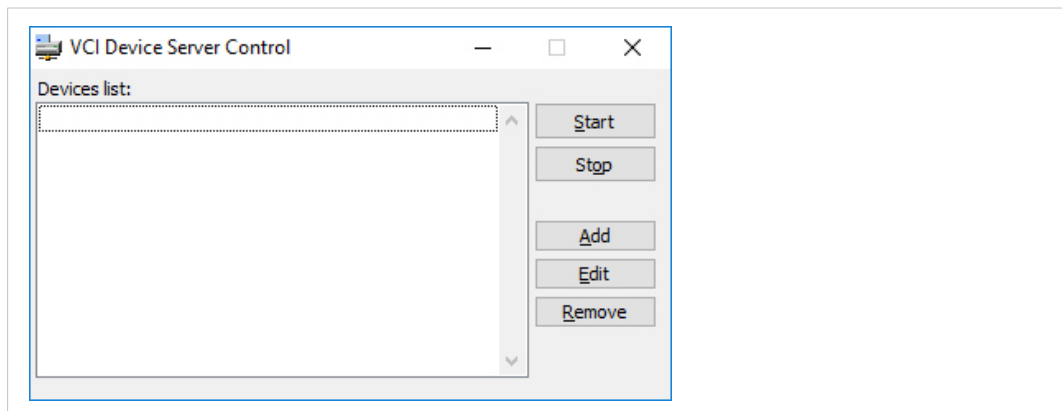 VCI Device Server Control
Devices list:
Start
Stop
Add
Edit
Remove